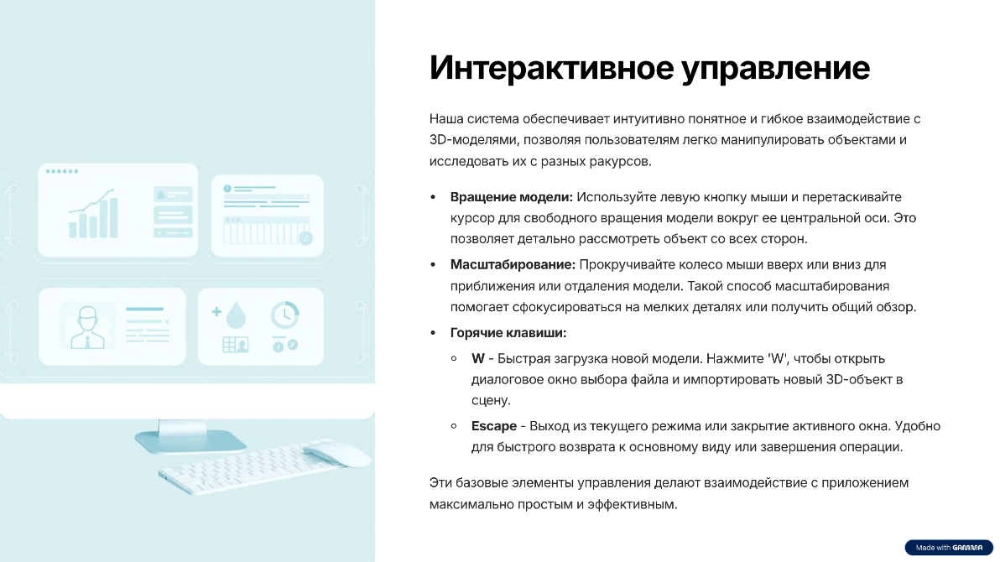 Интерактивное управление
Наша система обеспечивает интуитивно понятное и гибкое взаимодействие с
3D-моделями, позволяя пользователям легко манипулировать объектами и
исследовать их с разных ракурсов.
• Вращение модели: Используйте левую кнопку мыши и перетаскивайте
курсор для свободного вращения модели вокруг ее центральной оси. Это
позволяет детально рассмотреть объект со всех сторон.
• Масштабирование: Прокручивайте колесо мыши вверх или вниз для
приближения или отдаления модели. Такой способ масштабирования
помогает сфокусироваться на мелких деталях или получить общий обзор.
• Горячие клавиши:
◦ W - Быстрая загрузка новой модели. Нажмите 'W', чтобы открыть
диалоговое окно выбора файла и импортировать новый 3D-объект в
сцену.
◦ Escape - Выход из текущего режима или закрытие активного окна. Удобно
для быстрого возврата к основному виду или завершения операции.
Эти базовые элементы управления делают взаимодействие с приложением
максимально простым и эффективным.
Made with GAMMA